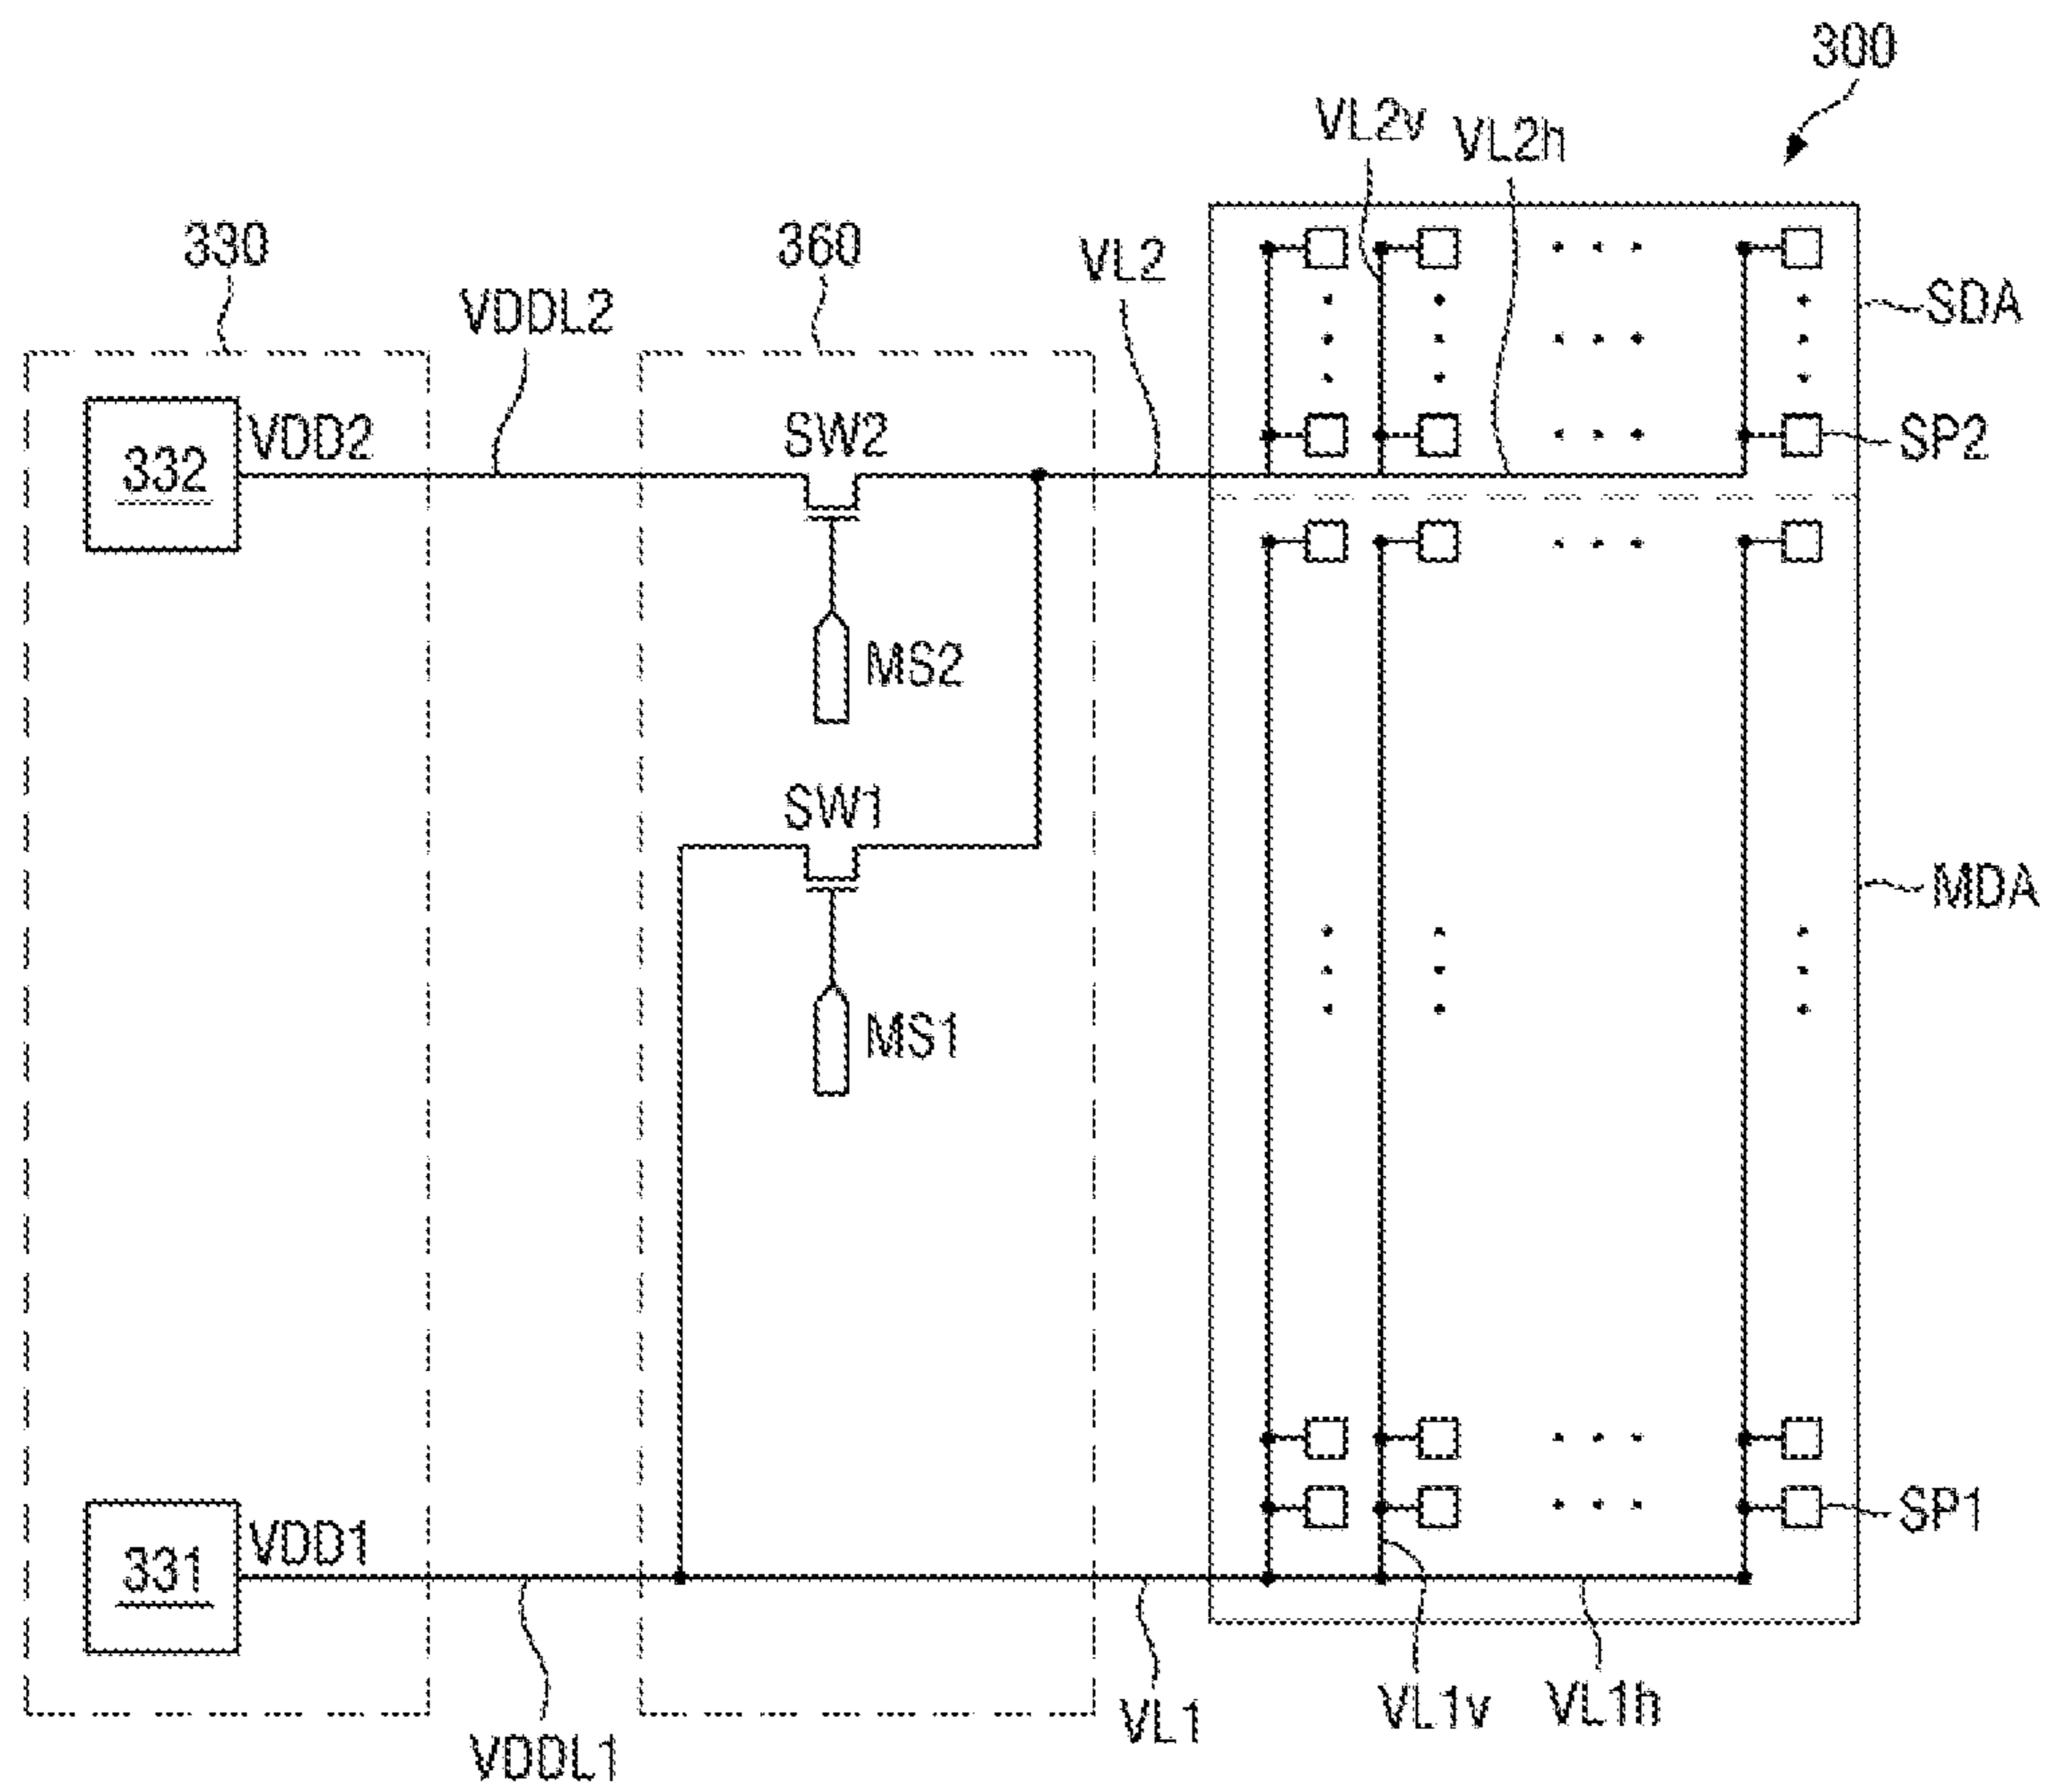 300
VL2v
VL2h
330
360
VL2
VDDL2
SDA
332
VDD2
SW2
SP2
MS2
SW1
MDA
MS1
331
VDD1
SP1
VL1
VL1v
VL1h
VDDL1